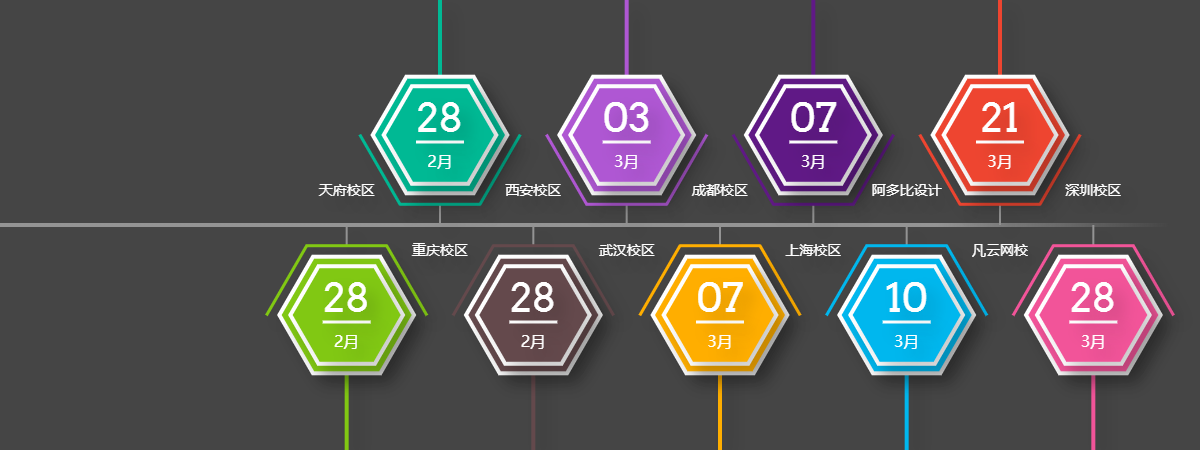 28
2月
03
3月
07
3月
21
3月
天府校区
西安校区
成都校区
阿多比设计
深圳校区
重庆校区
武汉校区
上海校区
凡云网校
28
2月
28
2月
07
3月
10
3月
28
3月